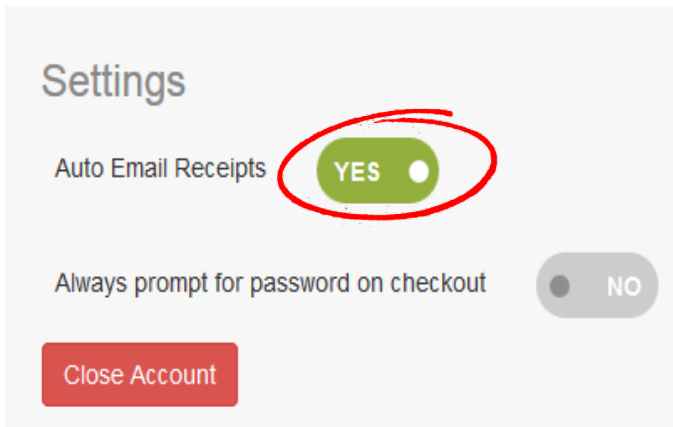 Settings
Auto Email Receipts YES
Always prompt for password on checkout NO
Close Account